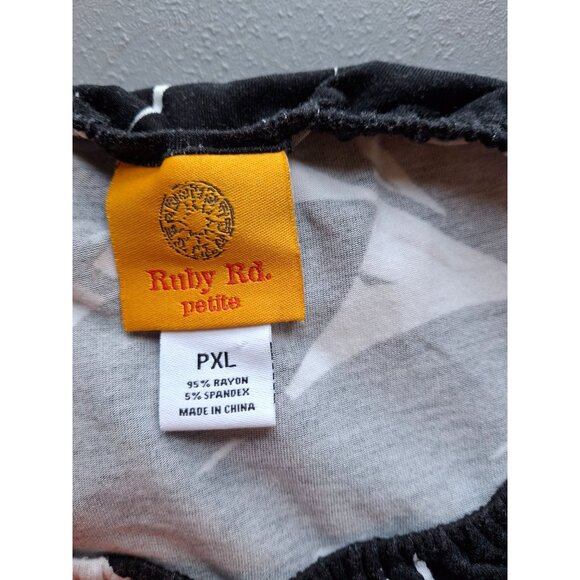 Ruby Rd.
petite
PXL
95% RAYON
5% SPANDEX
MADE IN CHINA